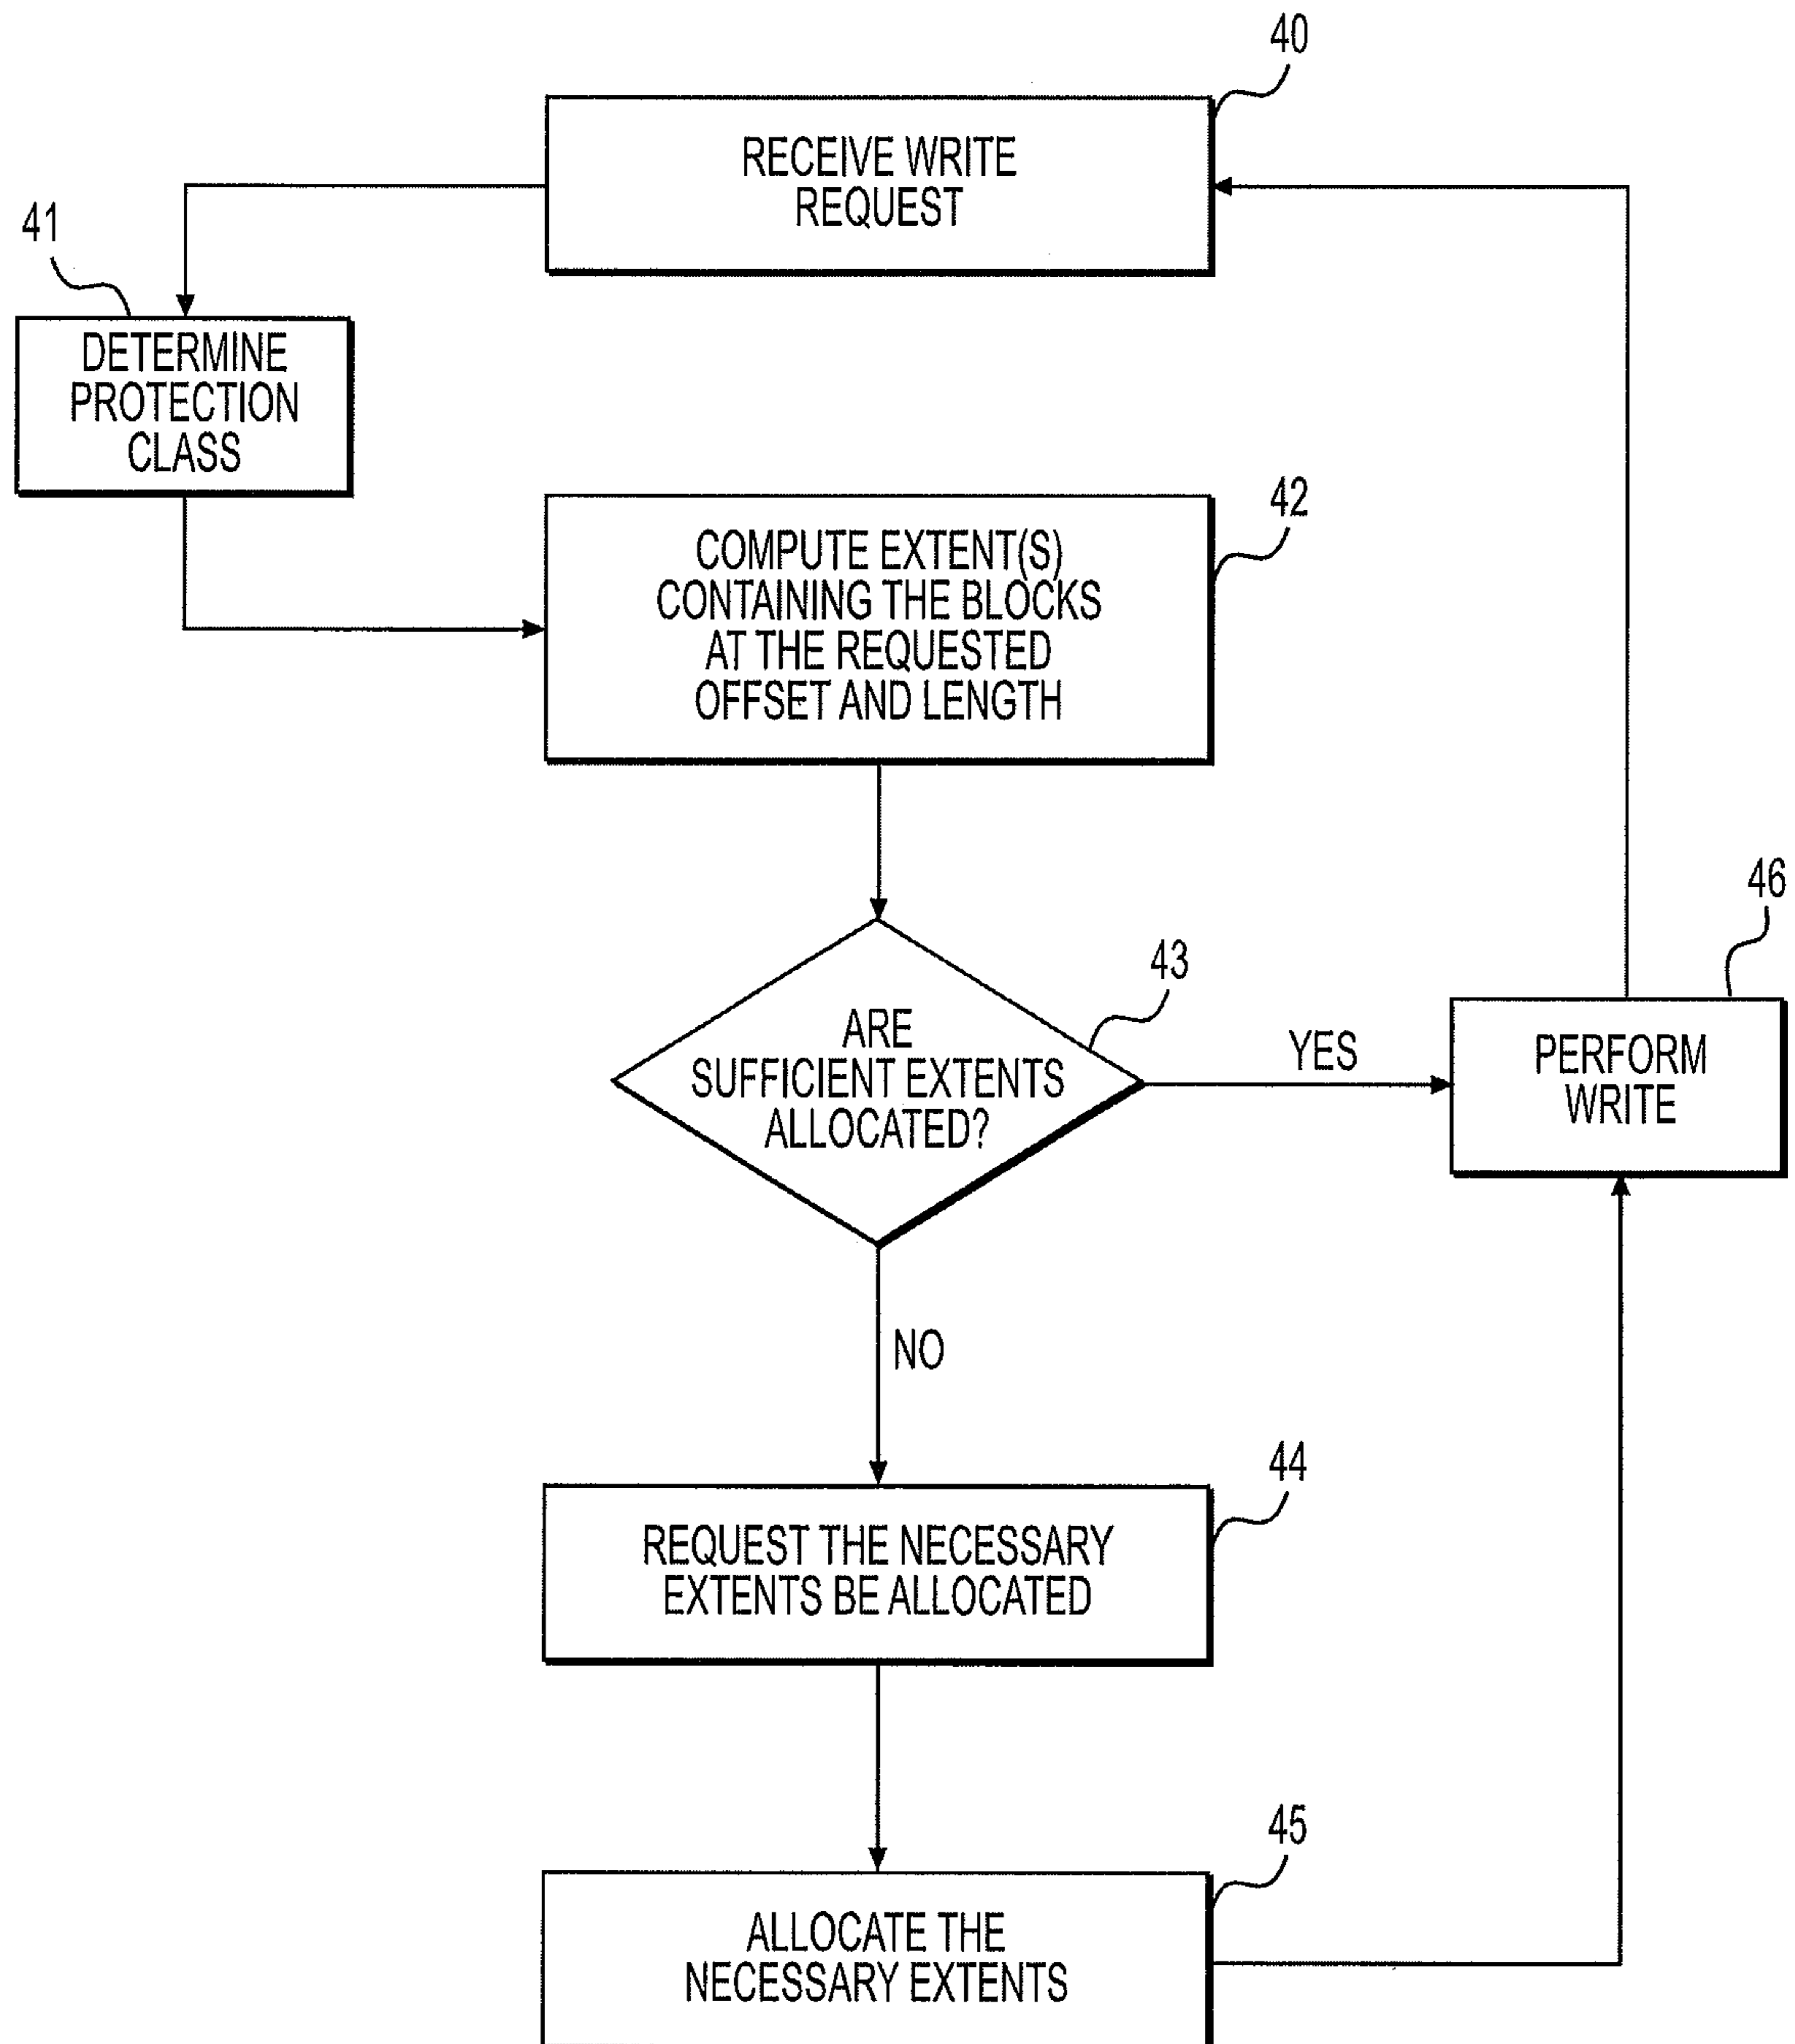 40
RECEIVE WRITE
REQUEST
41
DETERMINE
PROTECTION
CLASS
42
COMPUTE EXTENT(S)
CONTAINING THE BLOCKS
AT THE REQUESTED
OFFSET AND LENGTH
43
ARE
SUFFICIENT EXTENTS
ALLOCATED?
YES
46
PERFORM
WRITE
NO
44
REQUEST THE NECESSARY
EXTENTS BE ALLOCATED
45
ALLOCATE THE
NECESSARY EXTENTS